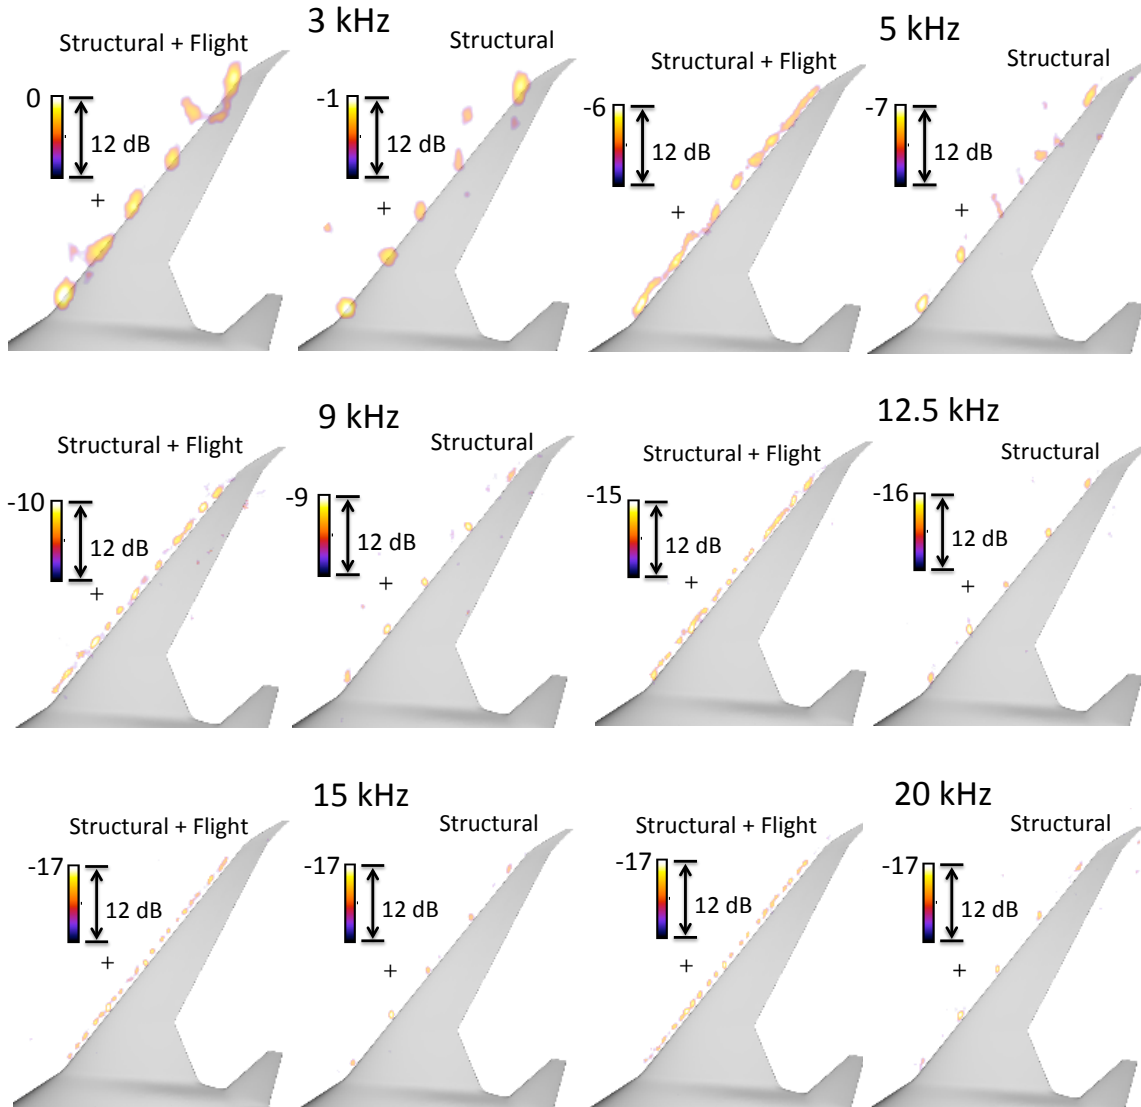 3 kHz
Structural + Flight
Structural
0
12 dB
-1
12 dB
5 kHz
Structural + Flight
Structural
-6
12 dB
-7
12 dB
9 kHz
Structural + Flight
Structural
-10
12 dB
-9
12 dB
12.5 kHz
Structural + Flight
Structural
-15
12 dB
-16
12 dB
15 kHz
Structural + Flight
Structural
-17
12 dB
-17
12 dB
20 kHz
Structural + Flight
Structural
-17
12 dB
-17
12 dB